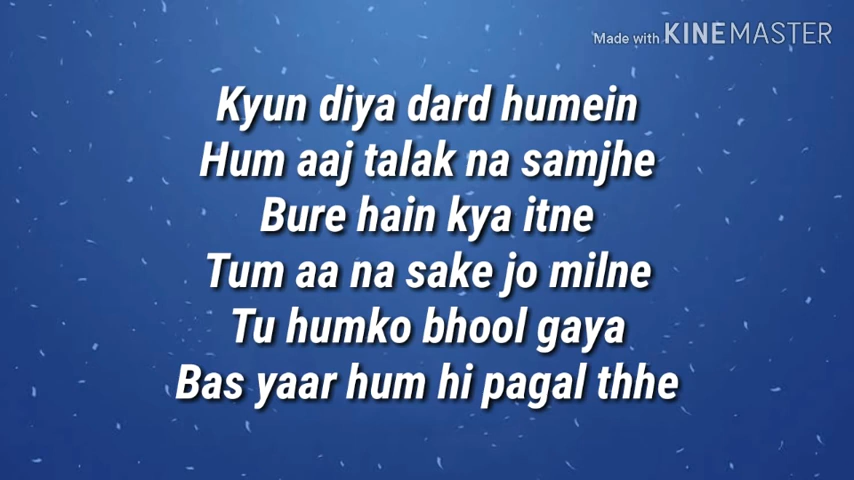 Made with KINEMASTER
Kyun diya dard humein
Hum aaj talak na samjhe
Bure hain kya itne
Tum aa na sake jo milne
Tu humko bhool gaya
Bas yaar hum hi pagal thhe